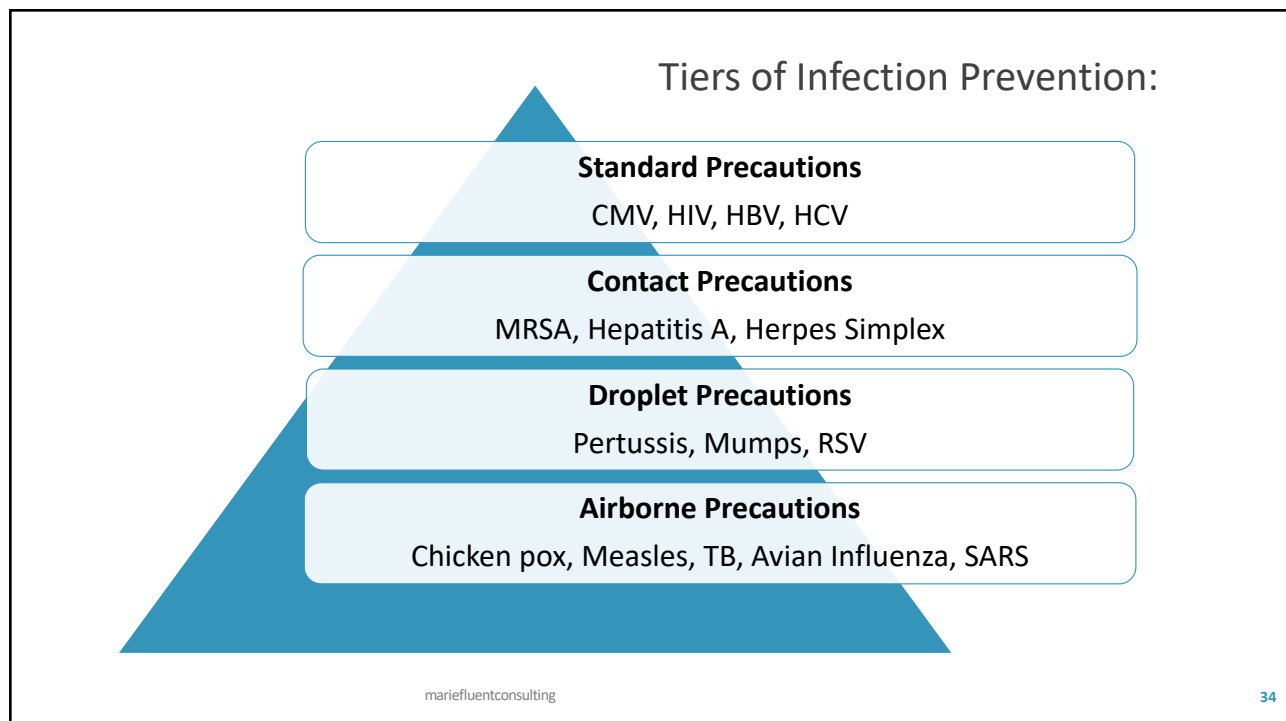 Tiers of Infection Prevention:
Standard Precautions
CMV, HIV, HBV, HCV
Contact Precautions
MRSA, Hepatitis A, Herpes Simplex
Droplet Precautions
Pertussis, Mumps, RSV
Airborne Precautions
Chicken pox, Measles, TB, Avian Influenza, SARS
mariefluentconsulting
34